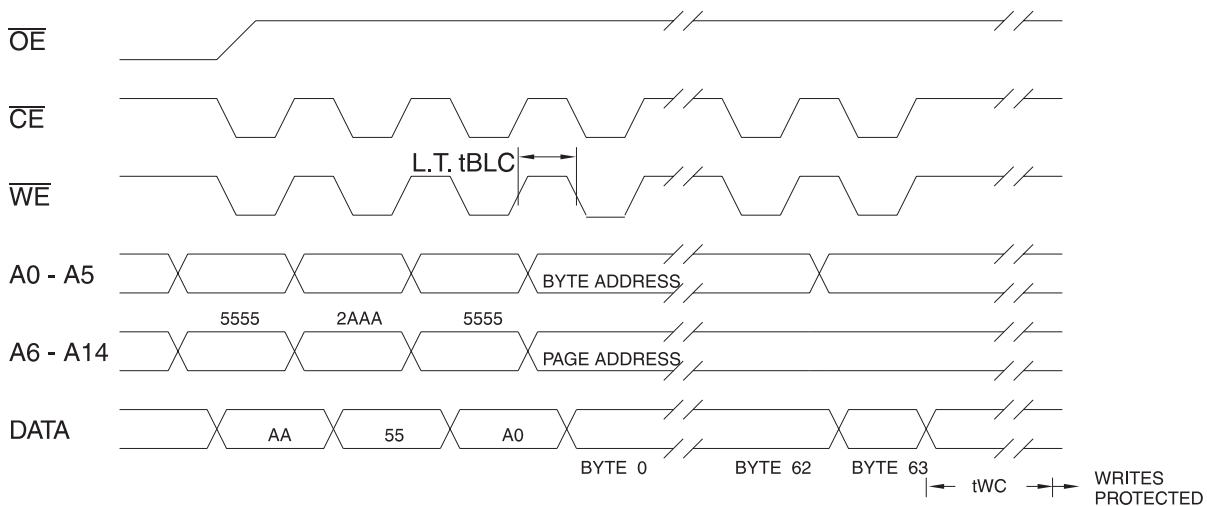 OE
CE
L.T. tBLC
WE
A0 - A5
BYTE ADDRESS
5555 2AAA 5555
A6 - A14
PAGE ADDRESS
DATA
AA 55 A0
BYTE 0 BYTE 62 BYTE 63
tWC
WRITES
PROTECTED